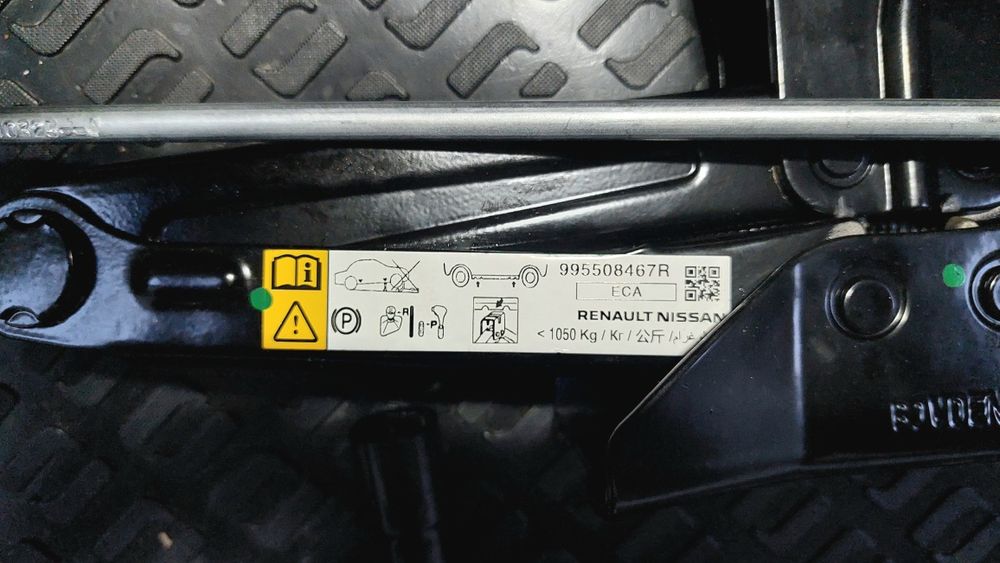 995508467R
ECA
RENAULT NISSAN
P R -P
< 1050 Kg / Kr / 公斤 /